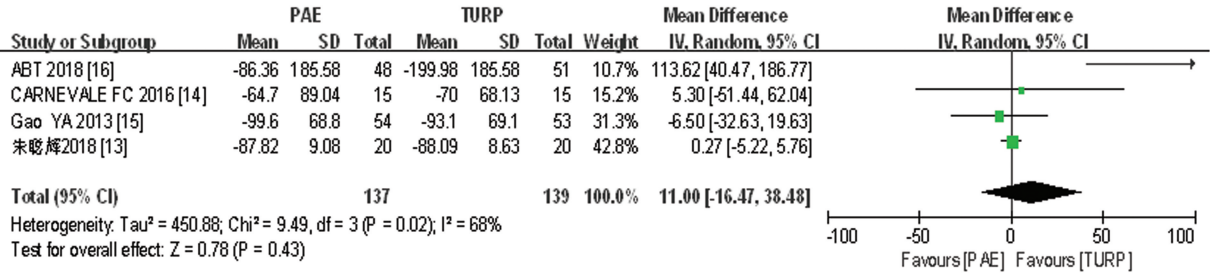 PAE TURP Mean Difference Mean Difference
Study or Subgroup Mean SD Total Mean SD Total Weight IV, Random, 95% CI IV, Random, 95% CI
ABT 2018 [16] -86.36 185.58 48 -199.98 185.58 51 10.7% 113.62 [40.47, 186.77]
CARNEVALE FC 2016 [14] -64.7 89.04 15 -70 68.13 15 15.2% 5.30 [-51.44, 62.04]
Gao YA 2013 [15] -99.6 68.8 54 -93.1 69.1 53 31.3% -6.50 [-32.63, 19.63]
朱聪辉2018 [13] -87.82 9.08 20 -88.09 8.63 20 42.8% 0.27 [-5.22, 5.76]
Total (95% CI) 137 139 100.0% 11.00 [-16.47, 38.48]
Heterogeneity: Tau² = 450.88; Chi² = 9.49, df = 3 (P = 0.02); I² = 68%
Test for overall effect: Z = 0.78 (P = 0.43)
-100 -50 0 50 100
Favours [PAE] Favours [TURP]